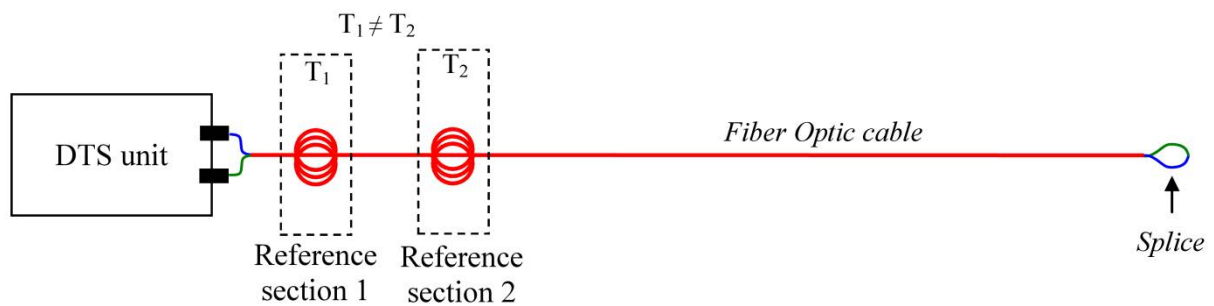 T₁ ≠ T₂
T₁
T₂
DTS unit
Fiber Optic cable
Splice
Reference
section 1
Reference
section 2